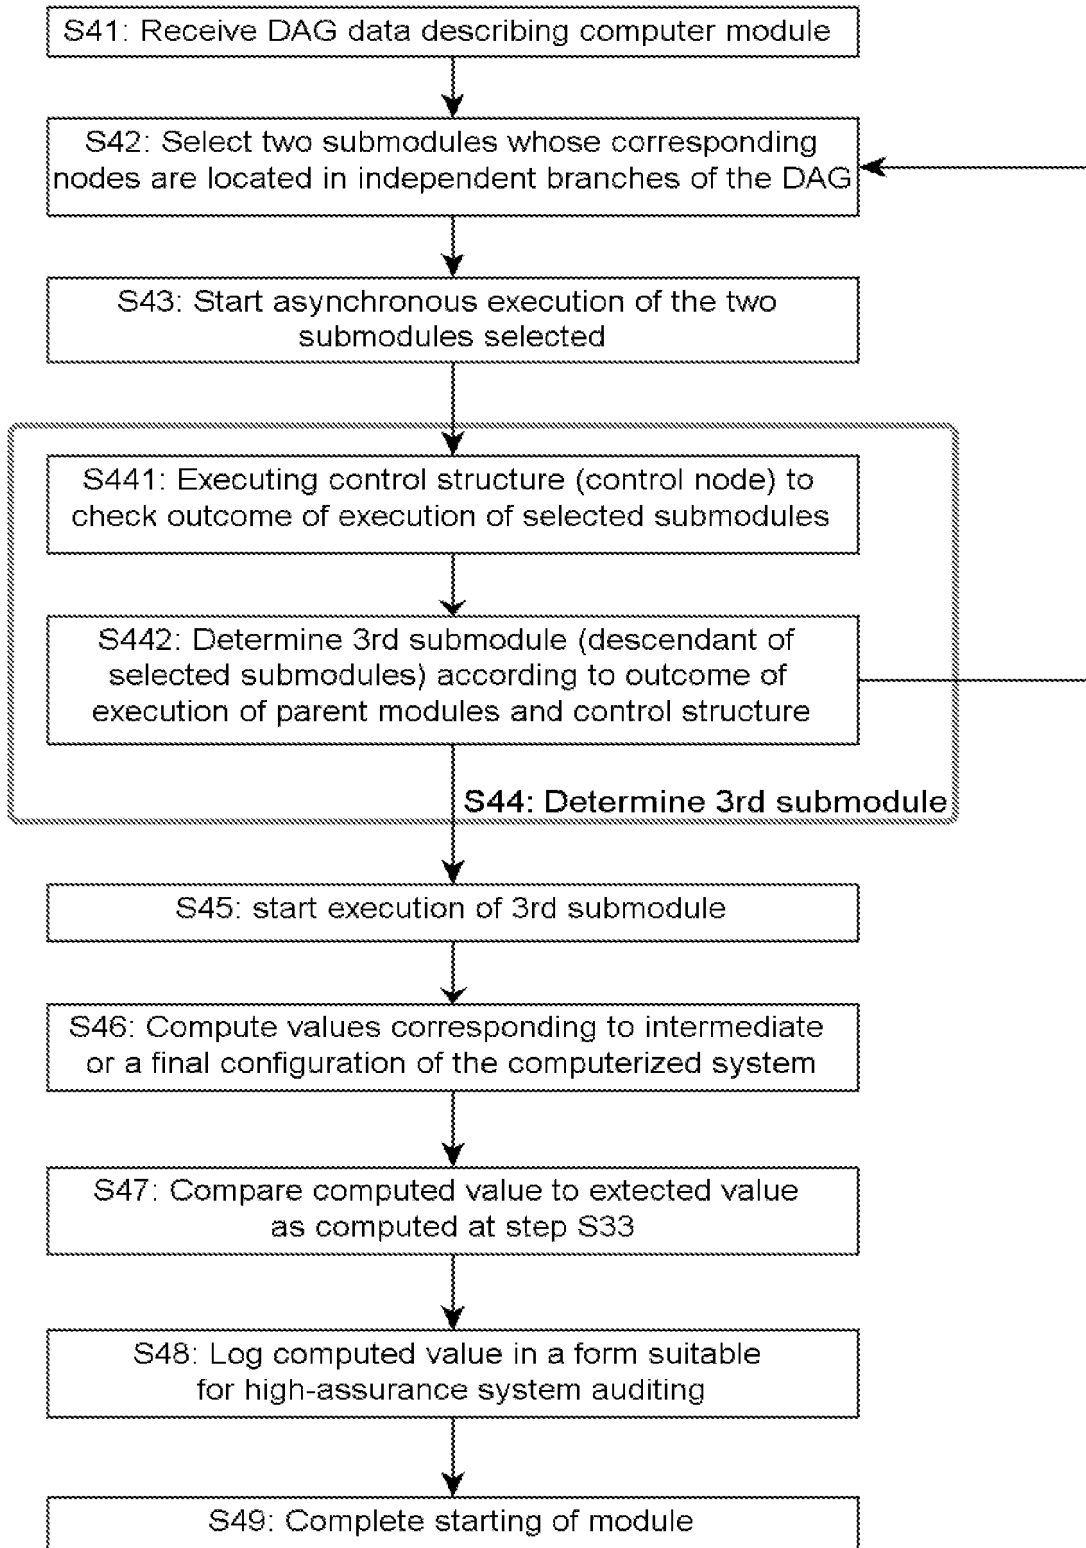 S41: Receive DAG data describing computer module
S42: Select two submodules whose corresponding
nodes are located in independent branches of the DAG
S43: Start asynchronous execution of the two
submodules selected
S441: Executing control structure (control node) to
check outcome of execution of selected submodules
S442: Determine 3rd submodule (descendant of
selected submodules) according to outcome of
execution of parent modules and control structure
S44: Determine 3rd submodule
S45: start execution of 3rd submodule
S46: Compute values corresponding to intermediate
or a final configuration of the computerized system
S47: Compare computed value to extected value
as computed at step S33
S48: Log computed value in a form suitable
for high-assurance system auditing
S49: Complete starting of module